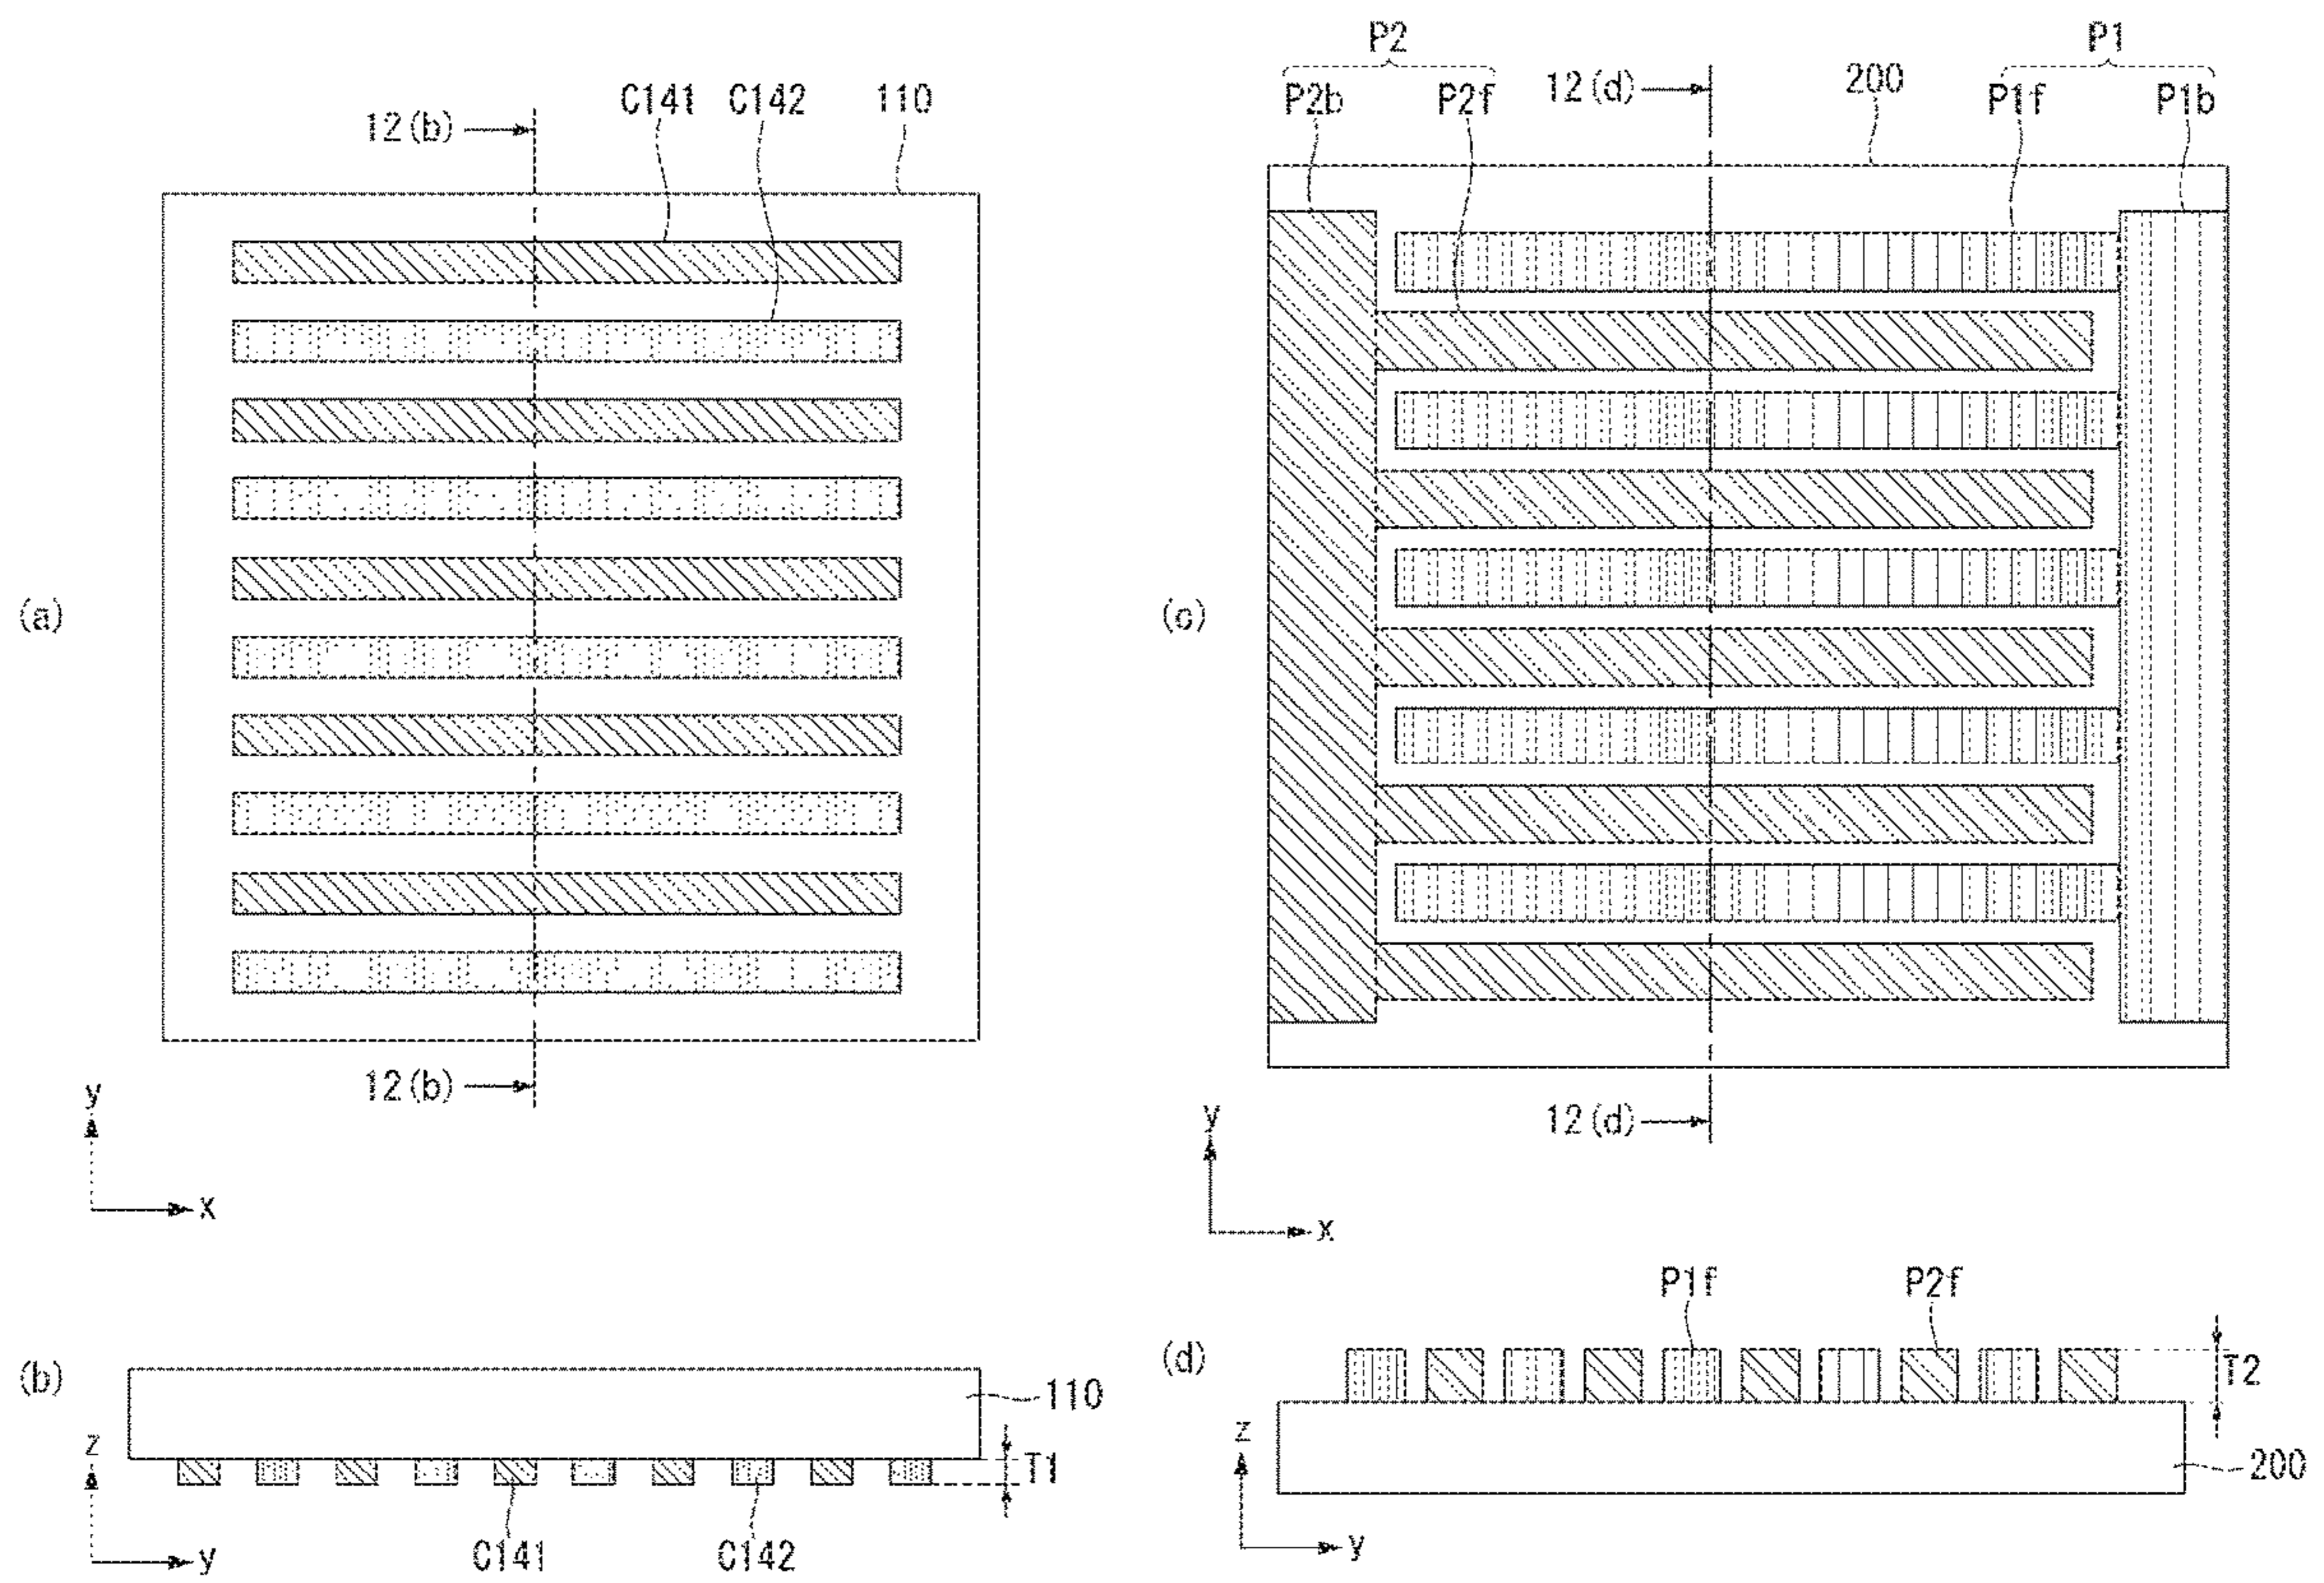 P2 P1
C141 C142 110 P2b P2f 12(d) 200 P1f P1b
12(b)
(a) (c)
12(b)
12(d)
y y
x x
P1f P2f
(b) (d)
110 T2
z z
T1 200
C141 C142
y y